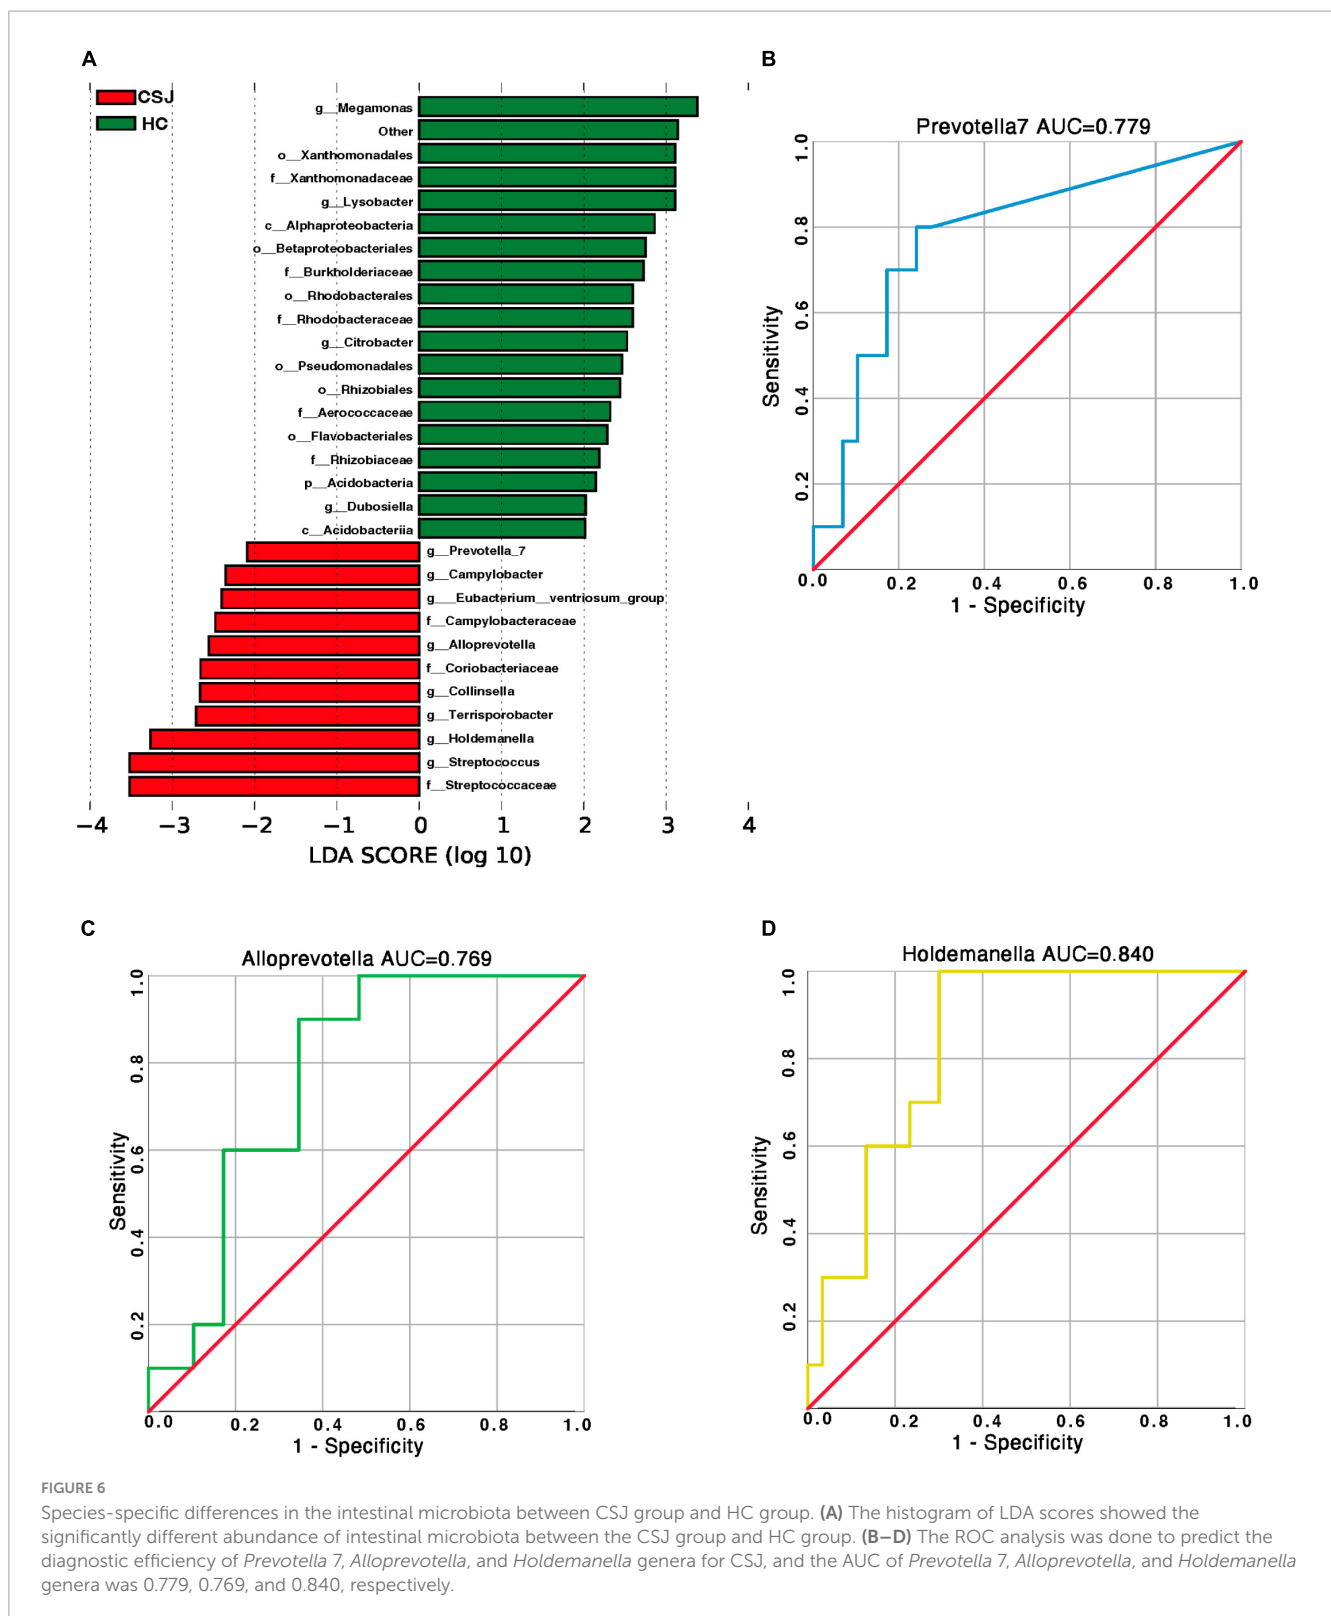 A
CSJ
HC
g__Megamonas
Other
o__Xanthomonadales
f__Xanthomonadaceae
g__Lysobacter
c__Alphaproteobacteria
o__Betaproteobacteriales
f__Burkholderiaceae
o__Rhodobacterales
f__Rhodobacteraceae
g__Citrobacter
o__Pseudomonadales
o__Rhizobiales
f__Aerococcaceae
o__Flavobacteriales
f__Rhizobiaceae
p__Acidobacteria
g__Dubosiella
c__Acidobacteriia
g__Prevotella_7
g__Campylobacter
g___Eubacterium__ventriosum_group
f__Campylobacteraceae
g__Alloprevotella
f__Coriobacteriaceae
g__Collinsella
g__Terrisporobacter
g__Holdemanella
g__Streptococcus
f__Streptococcaceae
−4 −3 −2 −1 0 1 2 3 4
LDA SCORE (log 10)
B
Prevotella7 AUC=0.779
1.0
0.8
0.6
0.4
0.2
Sensitivity
0.0 0.2 0.4 0.6 0.8 1.0
1 - Specificity
C
Alloprevotella AUC=0.769
1.0
0.8
0.6
0.4
0.2
Sensitivity
0.0 0.2 0.4 0.6 0.8 1.0
1 - Specificity
D
Holdemanella AUC=0.840
1.0
0.8
0.6
0.4
0.2
Sensitivity
0.0 0.2 0.4 0.6 0.8 1.0
1 - Specificity
FIGURE 6
Species-specific differences in the intestinal microbiota between CSJ group and HC group. (A) The histogram of LDA scores showed the
significantly different abundance of intestinal microbiota between the CSJ group and HC group. (B–D) The ROC analysis was done to predict the
diagnostic efficiency of Prevotella 7, Alloprevotella, and Holdemanella genera for CSJ, and the AUC of Prevotella 7, Alloprevotella, and Holdemanella
genera was 0.779, 0.769, and 0.840, respectively.